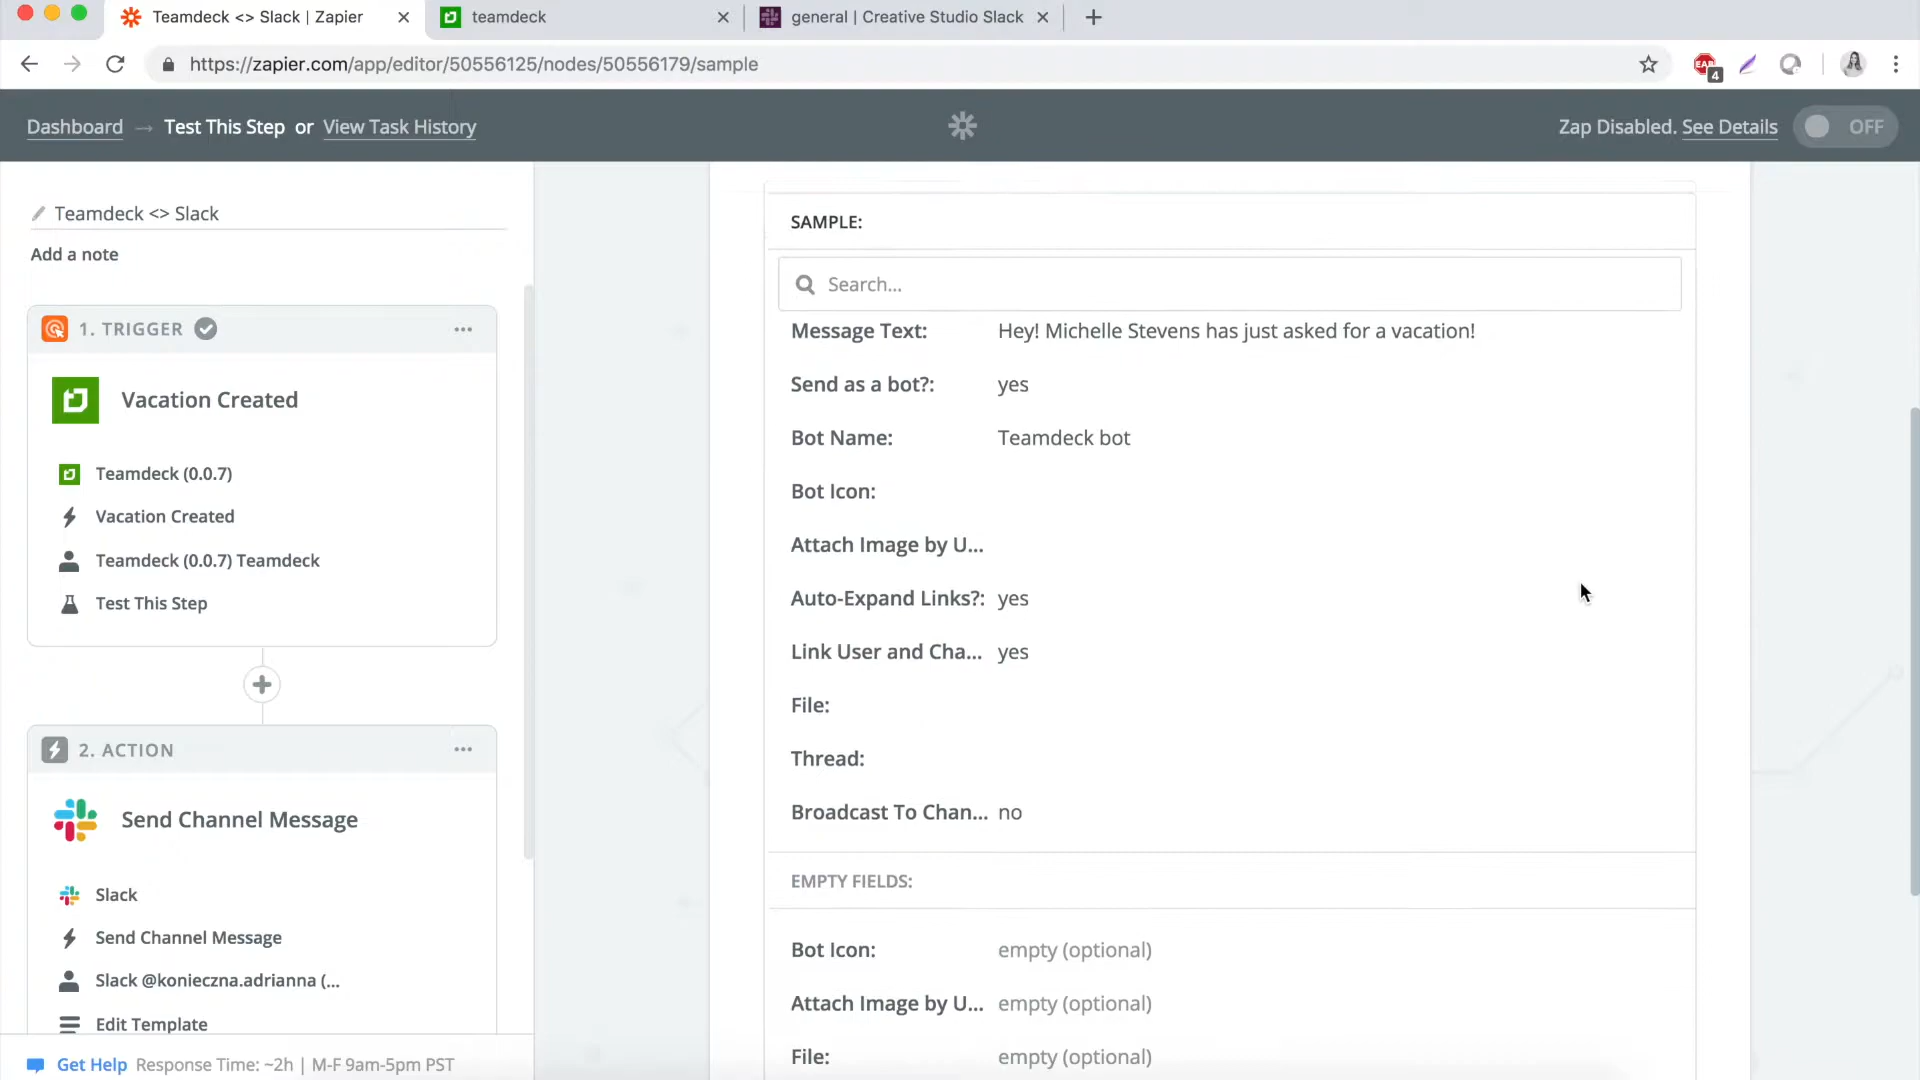 Teamdeck <> Slack | Zapier
teamdeck
general | Creative Studio Slack
https://zapier.com/app/editor/50556125/nodes/50556179/sample
EAB
4
Dashboard → Test This Step or View Task History
Zap Disabled. See Details
OFF
Teamdeck <> Slack
Add a note
1. TRIGGER
Vacation Created
Teamdeck (0.0.7)
Vacation Created
Teamdeck (0.0.7) Teamdeck
Test This Step
2. ACTION
Send Channel Message
Slack
Send Channel Message
Slack @konieczna.adrianna (...
Edit Template
Get Help Response Time: ~2h | M-F 9am-5pm PST
SAMPLE:
Search...
Message Text: Hey! Michelle Stevens has just asked for a vacation!
Send as a bot?: yes
Bot Name: Teamdeck bot
Bot Icon:
Attach Image by U...
Auto-Expand Links?: yes
Link User and Cha... yes
File:
Thread:
Broadcast To Chan... no
EMPTY FIELDS:
Bot Icon: empty (optional)
Attach Image by U... empty (optional)
File: empty (optional)